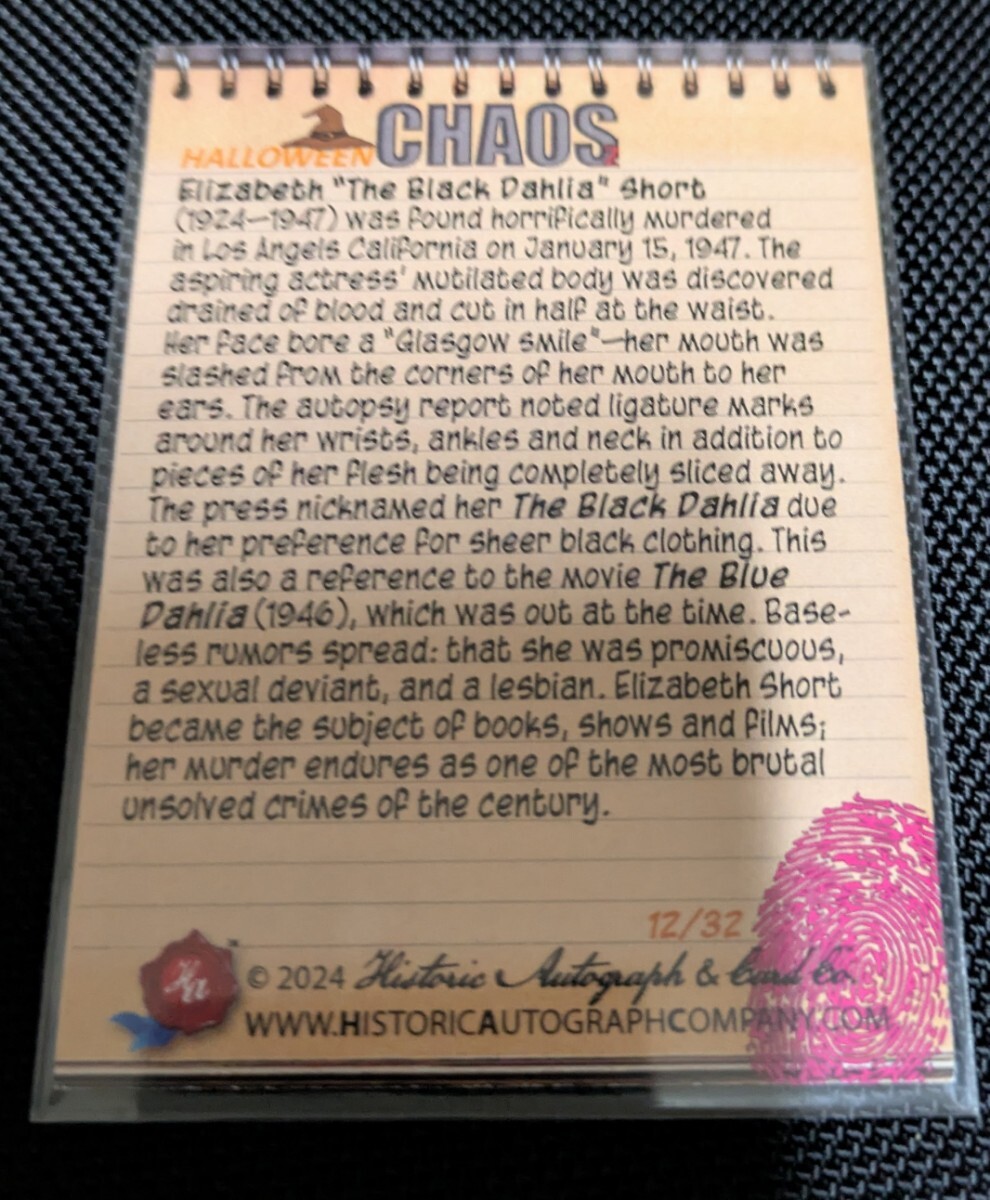 HALLOWEEN CHAOS
Elizabeth "The Black Dahlia" Short
(1924—1947) was found horrifically murdered
in Los Angels California on January 15, 1947. The
aspiring actress' mutilated body was discovered
drained of blood and cut in half at the waist.
Her face bore a "Glasgow smile"—her mouth was
slashed from the corners of her mouth to her
ears. The autopsy report noted ligature marks
around her wrists, ankles and neck in addition to
pieces of her flesh being completely sliced away.
The press nicknamed her The Black Dahlia due
to her preference for sheer black clothing. This
was also a reference to the movie The Blue
Dahlia (1946), which was out at the time. Base-
less rumors spread: that she was promiscuous,
a sexual deviant, and a lesbian. Elizabeth Short
became the subject of books, shows and films;
her murder endures as one of the most brutal
unsolved crimes of the century.
12/32
HA ™ © 2024 Historic Autograph & Card Co.
WWW.HISTORICAUTOGRAPHCOMPANY.COM